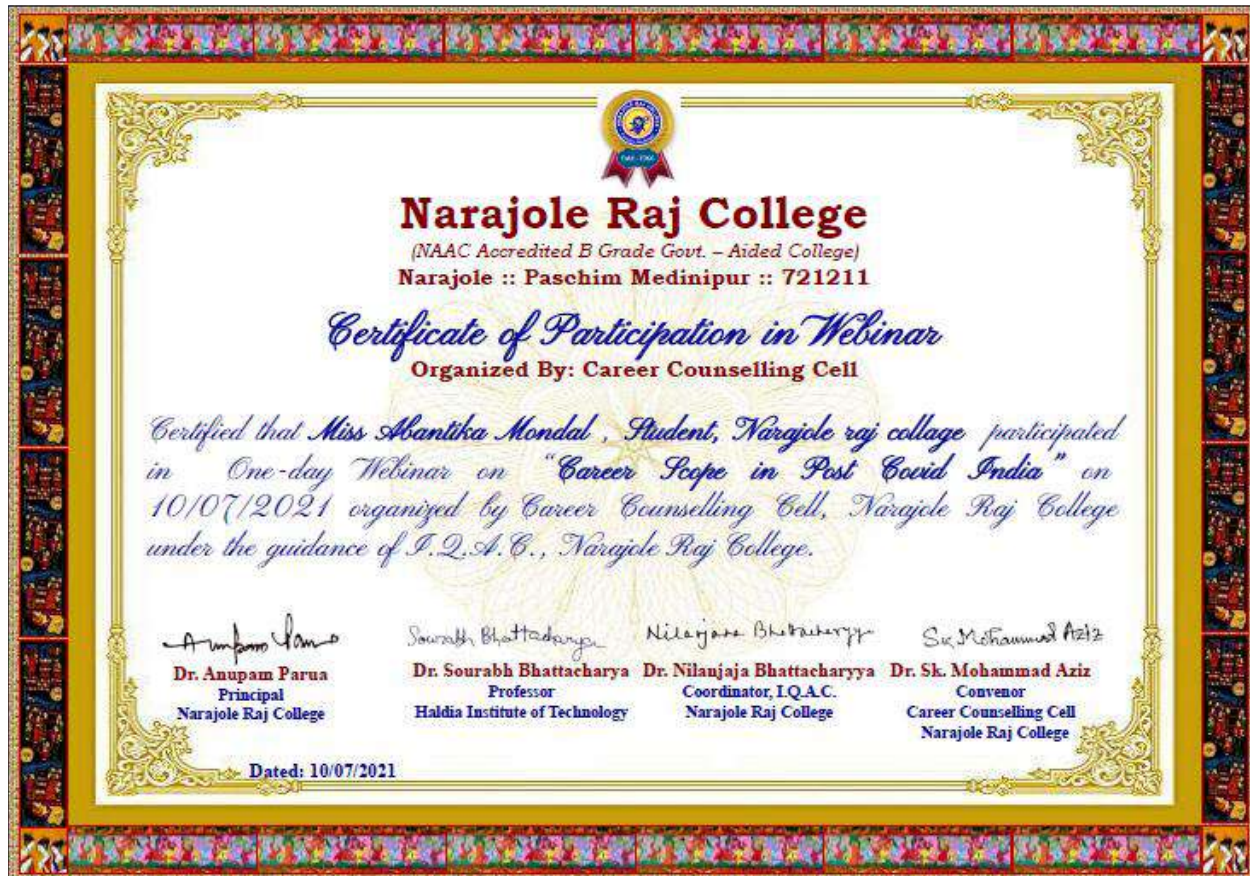 Narajole Raj College
(NAAC Accredited B Grade Govt. – Aided College)
Narajole :: Paschim Medinipur :: 721211
Certificate of Participation in Webinar
Organized By: Career Counselling Cell
Certified that Miss Abantika Mondal , Student, Narajole raj collage participated
in One-day Webinar on "Career Scope in Post Covid India" on
10/07/2021 organized by Career Counselling Cell, Narajole Raj College
under the guidance of I.Q.A.C., Narajole Raj College.
Sourabh Bhattacharya
Sk Mohammad Aziz
Dr. Anupam Parua
Principal
Narajole Raj College
Dr. Sourabh Bhattacharya
Professor
Haldia Institute of Technology
Dr. Nilanjaja Bhattacharyya
Coordinator, I.Q.A.C.
Narajole Raj College
Dr. Sk. Mohammad Aziz
Convenor
Career Counselling Cell
Narajole Raj College
Dated: 10/07/2021